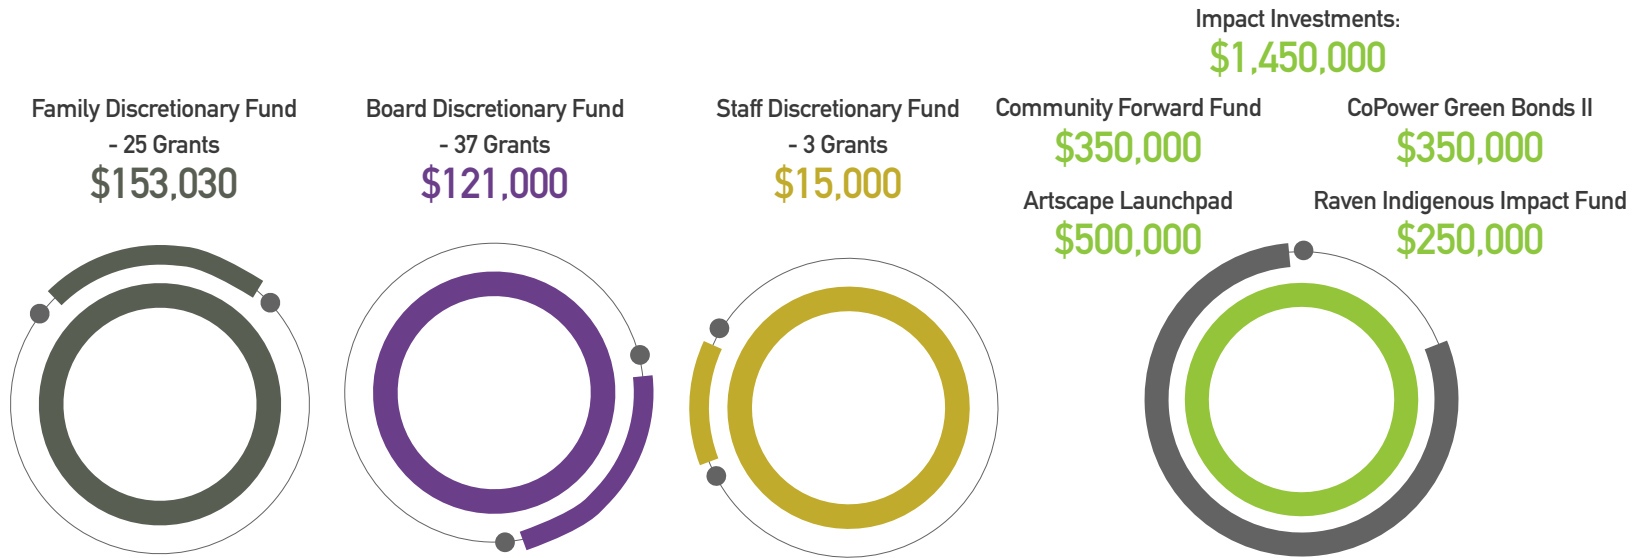 Family Discretionary Fund
- 25 Grants
$153,030
Board Discretionary Fund
- 37 Grants
$121,000
Staff Discretionary Fund
- 3 Grants
$15,000
Impact Investments:
$1,450,000
Community Forward Fund
$350,000
CoPower Green Bonds II
$350,000
Artscape Launchpad
$500,000
Raven Indigenous Impact Fund
$250,000